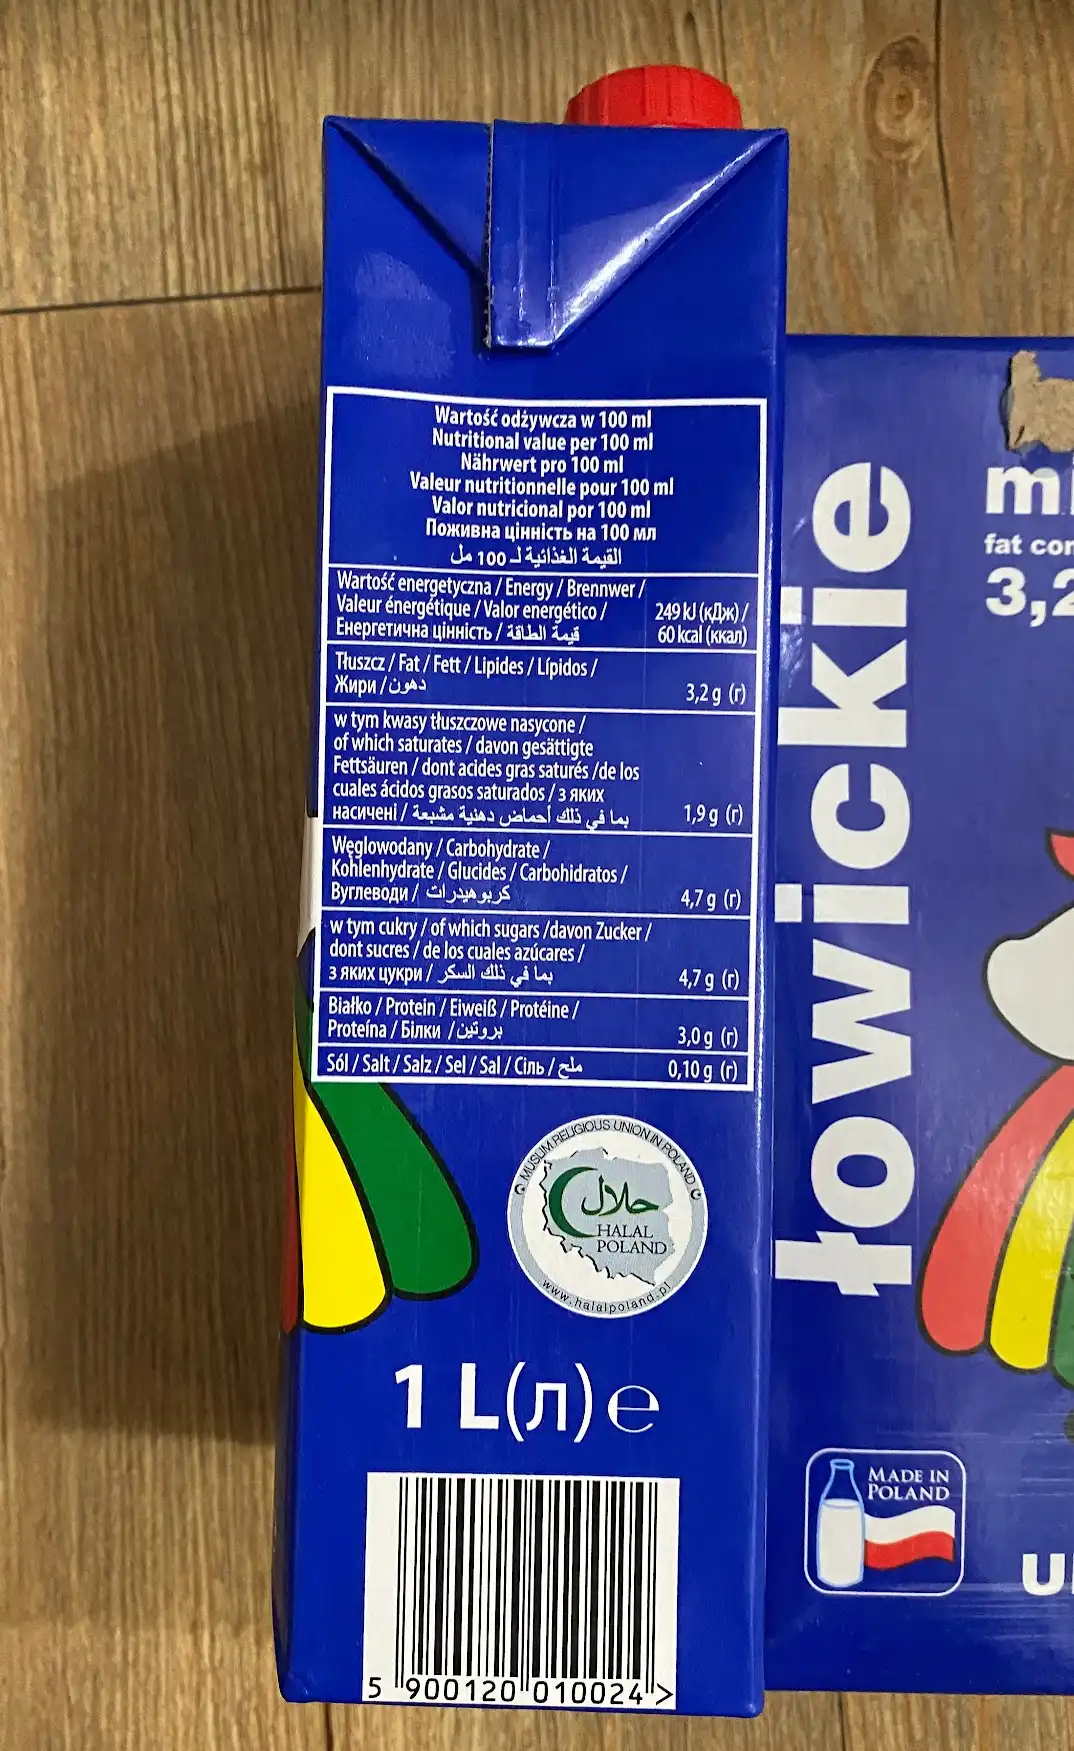 Wartość odżywcza w 100 ml
Nutritional value per 100 ml
Nährwert pro 100 ml
Valeur nutritionnelle pour 100 ml
Valor nutricional por 100 ml
Поживна цінність на 100 мл
القيمة الغذائية لـ 100 مل
Wartość energetyczna / Energy / Brennwer /
Valeur énergétique / Valor energético /
Енергетична цінність / قيمة الطاقة
249 kJ (кДж) /
60 kcal (ккал)
Tłuszcz / Fat / Fett / Lipides / Lípidos /
Жири / دهون
3,2 g (г)
w tym kwasy tłuszczowe nasycone /
of which saturates / davon gesättigte
Fettsäuren / dont acides gras saturés /de los
cuales ácidos grasos saturados / з яких
насичені / بما في ذلك أحماض دهنية مشبعة
1,9 g (г)
Węglowodany / Carbohydrate /
Kohlenhydrate / Glucides / Carbohidratos /
Вуглеводи / كربوهيدرات
4,7 g (г)
w tym cukry / of which sugars /davon Zucker /
dont sucres / de los cuales azúcares /
з яких цукри / بما في ذلك السكر
4,7 g (г)
Białko / Protein / Eiweiß / Protéine /
Proteína / Білки / بروتين
3,0 g (г)
Sól / Salt / Salz / Sel / Sal / Сіль / ملح
0,10 g (г)
MUSLIM RELIGIOUS UNION IN POLAND
حلال
HALAL
POLAND
www.halalpoland.pl
1 L(л) e
5 900120 010024 >
łowickie
fat
3,2
MADE IN
POLAND